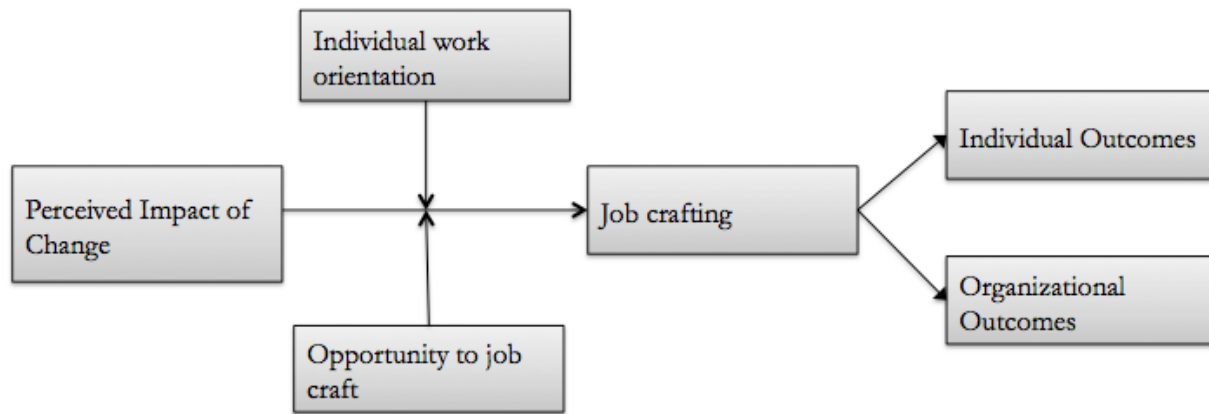 Individual work
orientation
Perceived Impact of
Change
Job crafting
Individual Outcomes
Organizational
Outcomes
Opportunity to job
craft